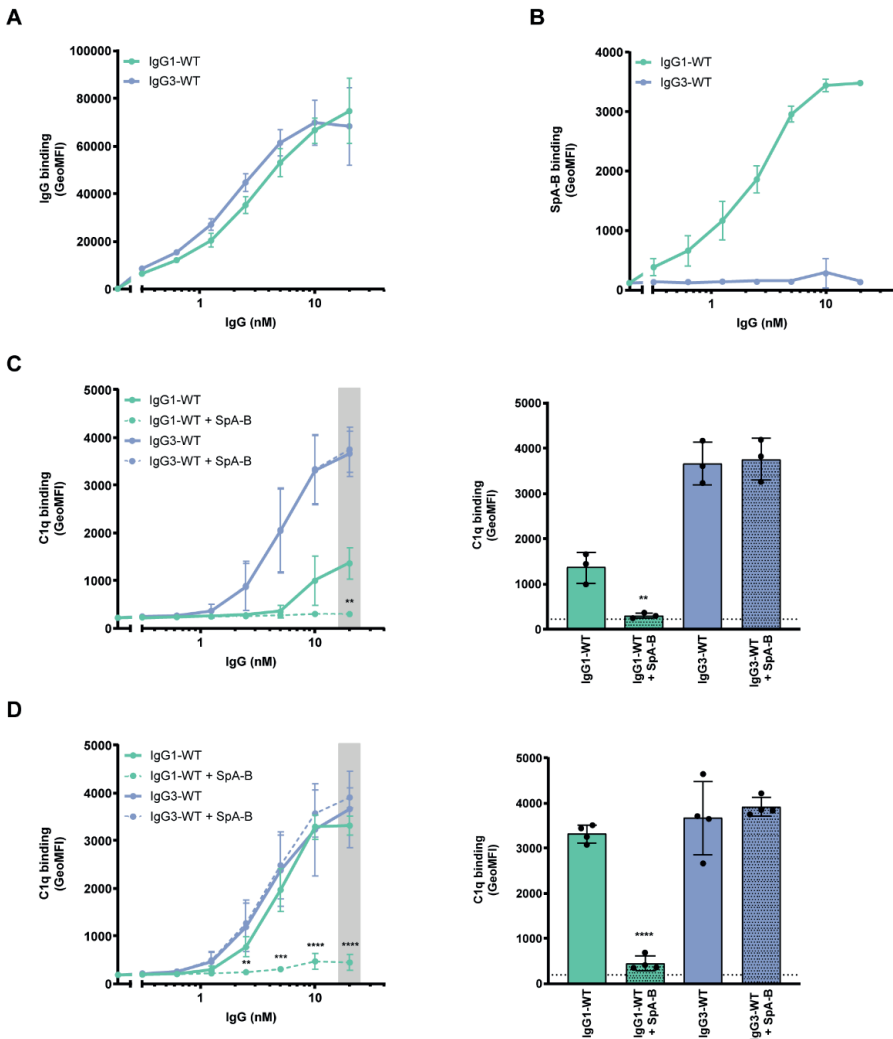 A
IgG1-WT
IgG3-WT
100000
80000
60000
40000
20000
0
IgG binding
(GeoMFI)
1
10
IgG (nM)
B
IgG1-WT
IgG3-WT
4000
3000
2000
1000
0
SpA-B binding
(GeoMFI)
1
10
IgG (nM)
C
IgG1-WT
IgG1-WT + SpA-B
IgG3-WT
IgG3-WT + SpA-B
5000
4000
3000
2000
1000
0
C1q binding
(GeoMFI)
**
1
10
IgG (nM)
5000
4000
3000
2000
1000
0
C1q binding
(GeoMFI)
**
IgG1-WT
IgG1-WT
+ SpA-B
IgG3-WT
IgG3-WT
+ SpA-B
D
IgG1-WT
IgG1-WT + SpA-B
IgG3-WT
IgG3-WT + SpA-B
5000
4000
3000
2000
1000
0
C1q binding
(GeoMFI)
**
***
****
****
1
10
IgG (nM)
5000
4000
3000
2000
1000
0
C1q binding
(GeoMFI)
****
IgG1-WT
IgG1-WT
+ SpA-B
IgG3-WT
IgG3-WT
+ SpA-B